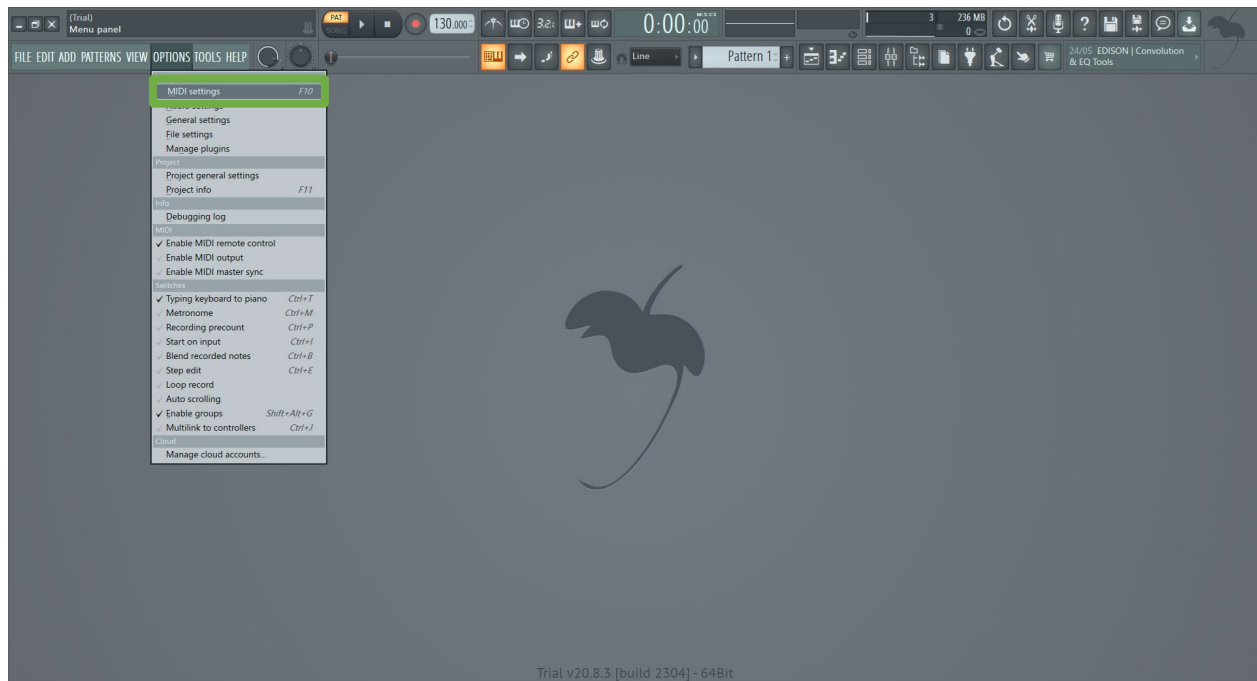 (Trial)
Menu panel
PAT
SONG
130.000
3.2.
0:00:00
M:S:CS
3
236 MB
0
FILE EDIT ADD PATTERNS VIEW OPTIONS TOOLS HELP
Line
Pattern 1
+
24/05 EDISON | Convolution
& EQ Tools
MIDI settings F10
General settings
File settings
Manage plugins
Project
Project general settings
Project info F11
Info
Debugging log
MIDI
Enable MIDI remote control
Enable MIDI output
Enable MIDI master sync
Switches
Typing keyboard to piano Ctrl+T
Metronome Ctrl+M
Recording precount Ctrl+P
Start on input Ctrl+I
Blend recorded notes Ctrl+B
Step edit Ctrl+E
Loop record
Auto scrolling
Enable groups Shift+Alt+G
Multilink to controllers Ctrl+J
Cloud
Manage cloud accounts...
Trial v20.8.3 [build 2304] - 64Bit